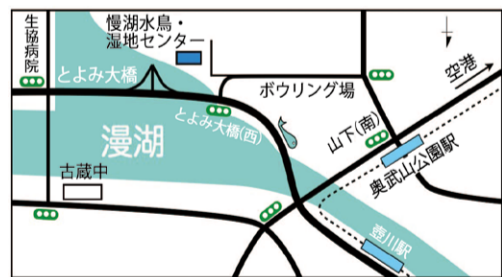 生協病院
慢湖水鳥・
湿地センター
とよみ大橋
ボウリング場
空港
とよみ大橋(西)
山下(南)
漫湖
奥武山公園駅
古蔵中
壺川駅